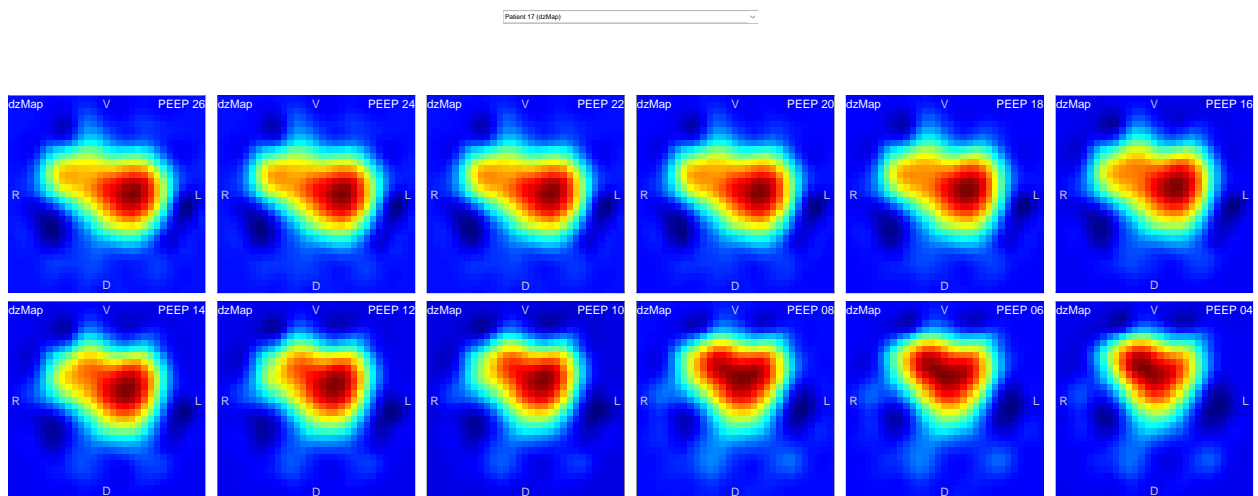 Patient 17 (dzMap)
dzMap V PEEP 26
R L
D
dzMap V PEEP 24
R L
D
dzMap V PEEP 22
R L
D
dzMap V PEEP 20
R L
D
dzMap V PEEP 18
R L
D
dzMap V PEEP 16
R L
D
dzMap V PEEP 14
R L
D
dzMap V PEEP 12
R L
D
dzMap V PEEP 10
R L
D
dzMap V PEEP 08
R L
D
dzMap V PEEP 06
R L
D
dzMap V PEEP 04
R L
D